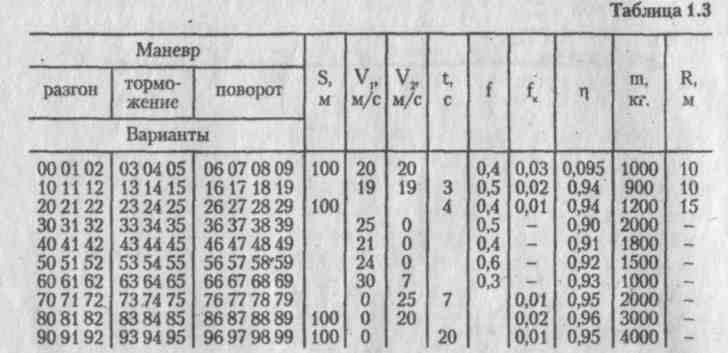 Таблица 1.3
Маневр S, V₁, V₂, t, f fₖ η m, R,
разгон тормо- поворот м м/с м/с с кг. м
жение
Варианты
00 01 02 03 04 05 06 07 08 09 100 20 20 0,4 0,03 0,095 1000 10
10 11 12 13 14 15 16 17 18 19 19 19 3 0,5 0,02 0,94 900 10
20 21 22 23 24 25 26 27 28 29 100 4 0,4 0,01 0,94 1200 15
30 31 32 33 34 35 36 37 38 39 25 0 0,5 – 0,90 2000 –
40 41 42 43 44 45 46 47 48 49 21 0 0,4 – 0,91 1800 –
50 51 52 53 54 55 56 57 58 59 24 0 0,6 – 0,92 1500 –
60 61 62 63 64 65 66 67 68 69 30 7 0,3 – 0,93 1000 –
70 71 72 73 74 75 76 77 78 79 0 25 7 0,01 0,95 2000 –
80 81 82 83 84 85 86 87 88 89 100 0 20 0,02 0,96 3000 –
90 91 92 93 94 95 96 97 98 99 100 0 20 0,01 0,95 4000 –